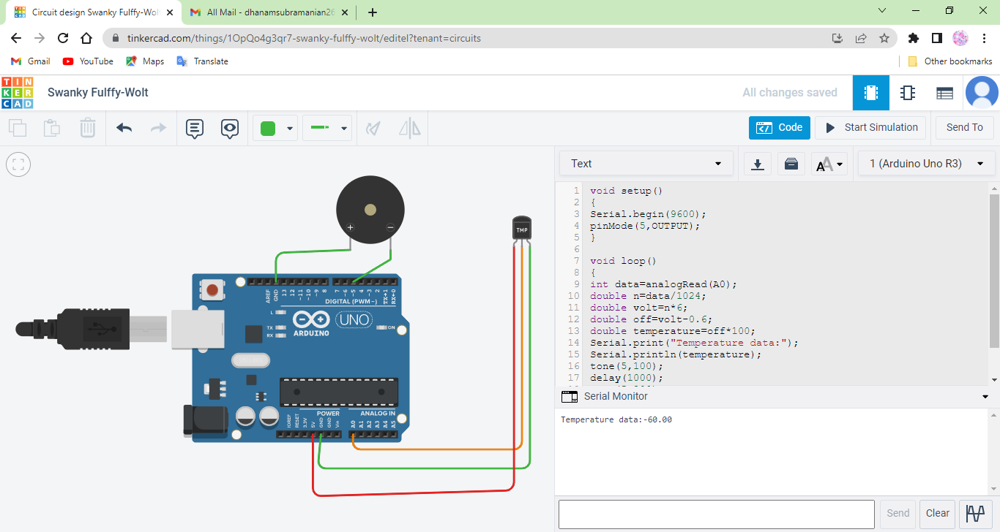 Circuit design Swanky Fulffy-Wol
All Mail - dhanamsubramanian26
tinkercad.com/things/1OpQo4g3qr7-swanky-fulffy-wolt/editel?tenant=circuits
Gmail YouTube Maps Translate Other bookmarks
TIN
KER
CAD
Swanky Fulffy-Wolt
All changes saved
Code Start Simulation Send To
Text 1 (Arduino Uno R3)
1 void setup()
2 {
3 Serial.begin(9600);
4 pinMode(5,OUTPUT);
5 }
6
7 void loop()
8 {
9 int data=analogRead(A0);
10 double n=data/1024;
11 double volt=n*6;
12 double off=volt-0.6;
13 double temperature=off*100;
14 Serial.print("Temperature data:");
15 Serial.println(temperature);
16 tone(5,100);
17 delay(1000);
Serial Monitor
Temperature data:-60.00
Send Clear
+ −
TMP
AREF GND 13 12 ~11 ~10 ~9 8 7 ~6 ~5 4 ~3 2 TX→1 RX←0
DIGITAL (PWM~)
L
TX
RX
ARDUINO
UNO
ON
POWER ANALOG IN
IOREF RESET 3.3V 5V GND GND Vin A0 A1 A2 A3 A4 A5